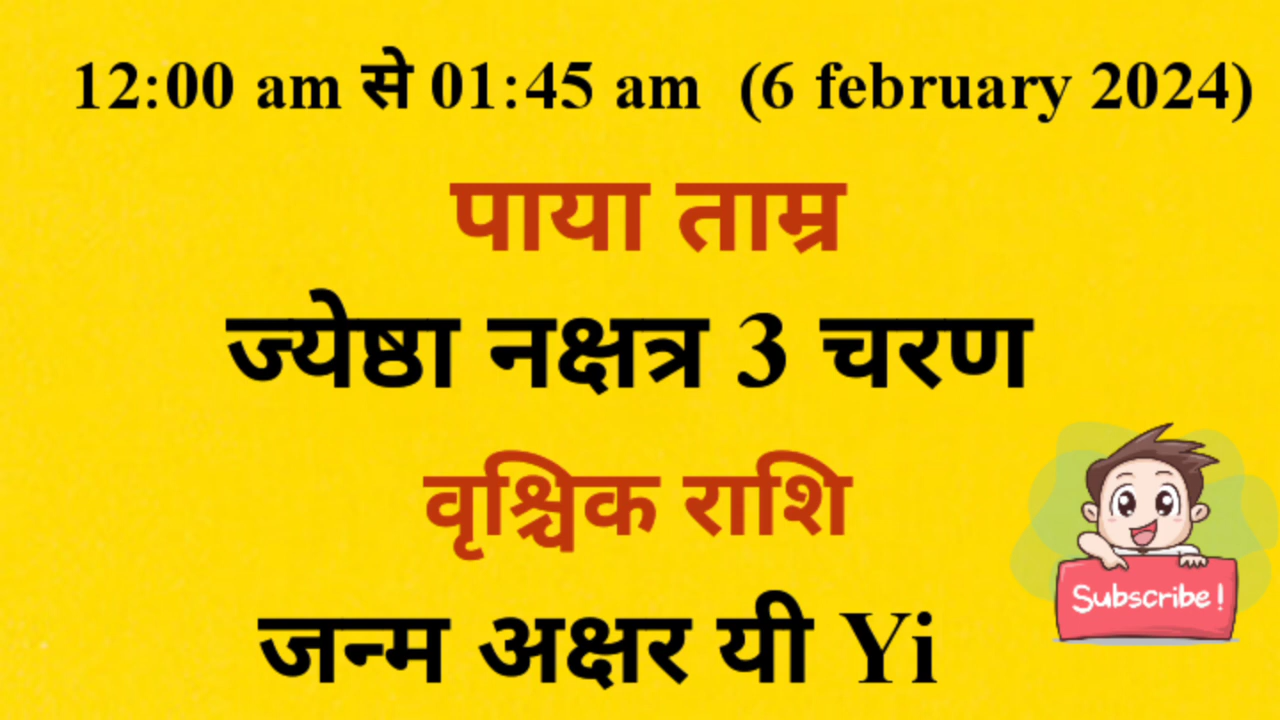 12:00 am से 01:45 am (6 february 2024)
पाया ताम्र
ज्येष्ठा नक्षत्र 3 चरण
वृश्चिक राशि
Subscribe!
जन्म अक्षर यी Yi